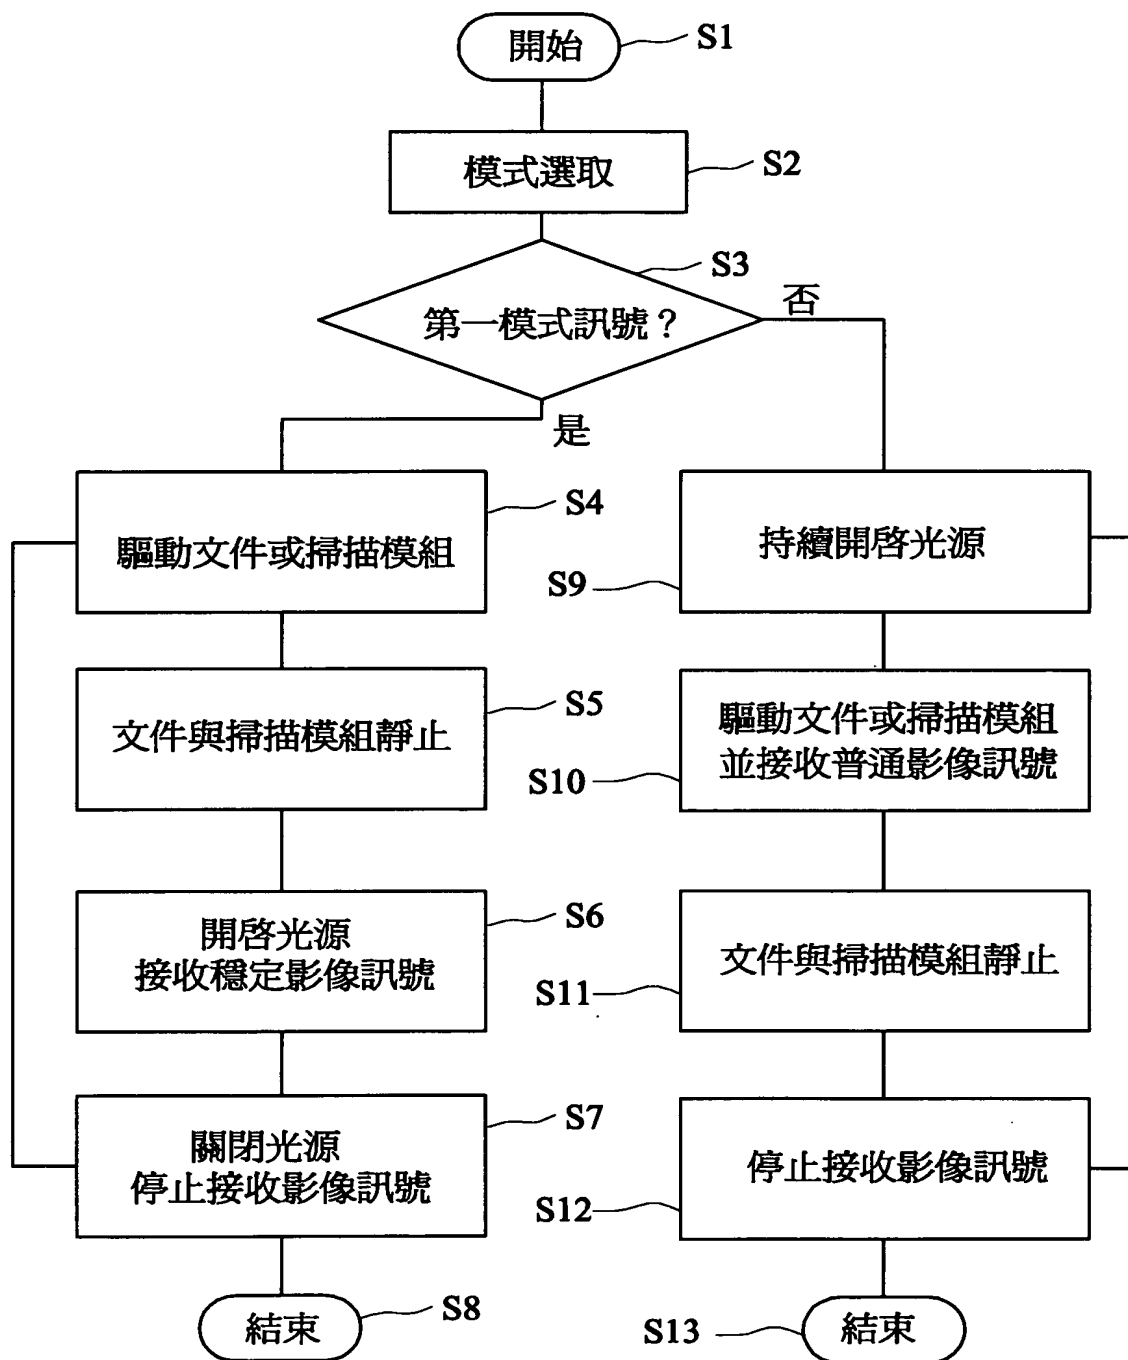 開始
S1
模式選取
S2
第一模式訊號？
S3
否
是
驅動文件或掃描模組
S4
文件與掃描模組靜止
S5
開啓光源
接收穩定影像訊號
S6
關閉光源
停止接收影像訊號
S7
結束
S8
持續開啓光源
S9
驅動文件或掃描模組
並接收普通影像訊號
S10
文件與掃描模組靜止
S11
停止接收影像訊號
S12
結束
S13